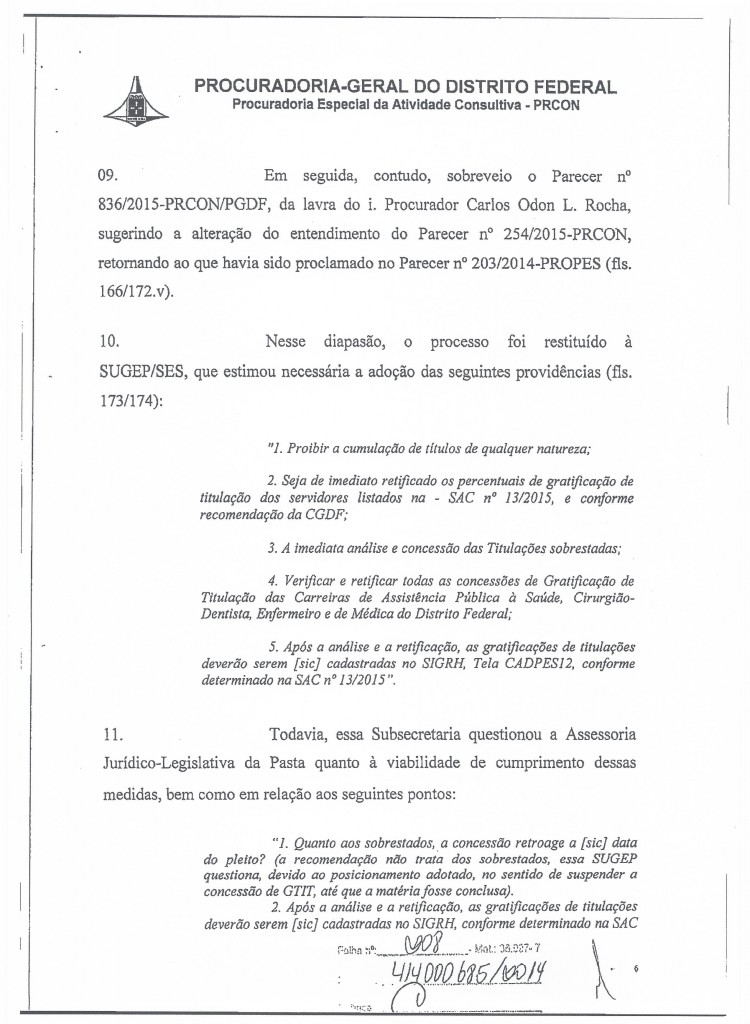 PROCURADORIA-GERAL DO DISTRITO FEDERAL
Procuradoria Especial da Atividade Consultiva - PRCON
09. Em seguida, contudo, sobreveio o Parecer nº
836/2015-PRCON/PGDF, da lavra do i. Procurador Carlos Odon L. Rocha,
sugerindo a alteração do entendimento do Parecer nº 254/2015-PRCON,
retornando ao que havia sido proclamado no Parecer nº 203/2014-PROPES (fls.
166/172.v).
10. Nesse diapasão, o processo foi restituído à
SUGEP/SES, que estimou necessária a adoção das seguintes providências (fls.
173/174):
"1. Proibir a cumulação de títulos de qualquer natureza;
2. Seja de imediato retificado os percentuais de gratificação de
titulação dos servidores listados na - SAC nº 13/2015, e conforme
recomendação da CGDF;
3. A imediata análise e concessão das Titulações sobrestadas;
4. Verificar e retificar todas as concessões de Gratificação de
Titulação das Carreiras de Assistência Pública à Saúde, Cirurgião-
Dentista, Enfermeiro e de Médica do Distrito Federal;
5. Após a análise e a retificação, as gratificações de titulações
deverão serem [sic] cadastradas no SIGRH, Tela CADPES12, conforme
determinado na SAC nº 13/2015".
11. Todavia, essa Subsecretaria questionou a Assessoria
Jurídico-Legislativa da Pasta quanto à viabilidade de cumprimento dessas
medidas, bem como em relação aos seguintes pontos:
"1. Quanto aos sobrestados, a concessão retroage a [sic] data
do pleito? (a recomendação não trata dos sobrestados, essa SUGEP
questiona, devido ao posicionamento adotado, no sentido de suspender a
concessão de GTIT, até que a matéria fosse conclusa).
2. Após a análise e a retificação, as gratificações de titulações
deverão serem [sic] cadastradas no SIGRH, conforme determinado na SAC
Folha nº: - Mat.:
6